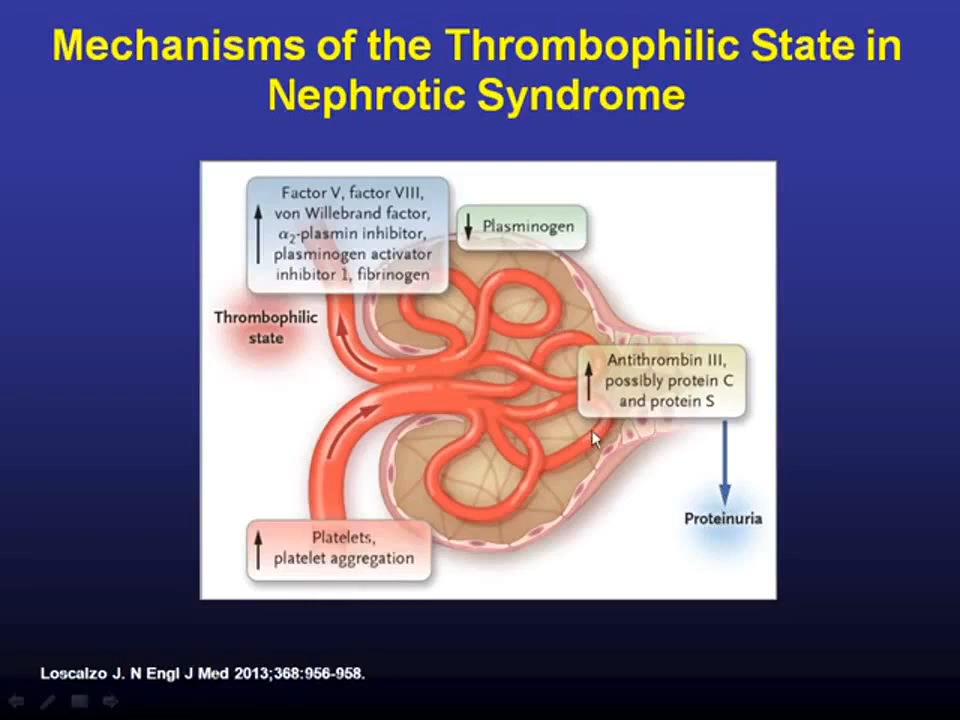 Mechanisms of the Thrombophilic State in
Nephrotic Syndrome
Factor V, factor VIII,
von Willebrand factor,
α₂-plasmin inhibitor,
plasminogen activator
inhibitor 1, fibrinogen
Plasminogen
Thrombophilic
state
Antithrombin III,
possibly protein C
and protein S
Proteinuria
Platelets,
platelet aggregation
Loscalzo J. N Engl J Med 2013;368:956-958.